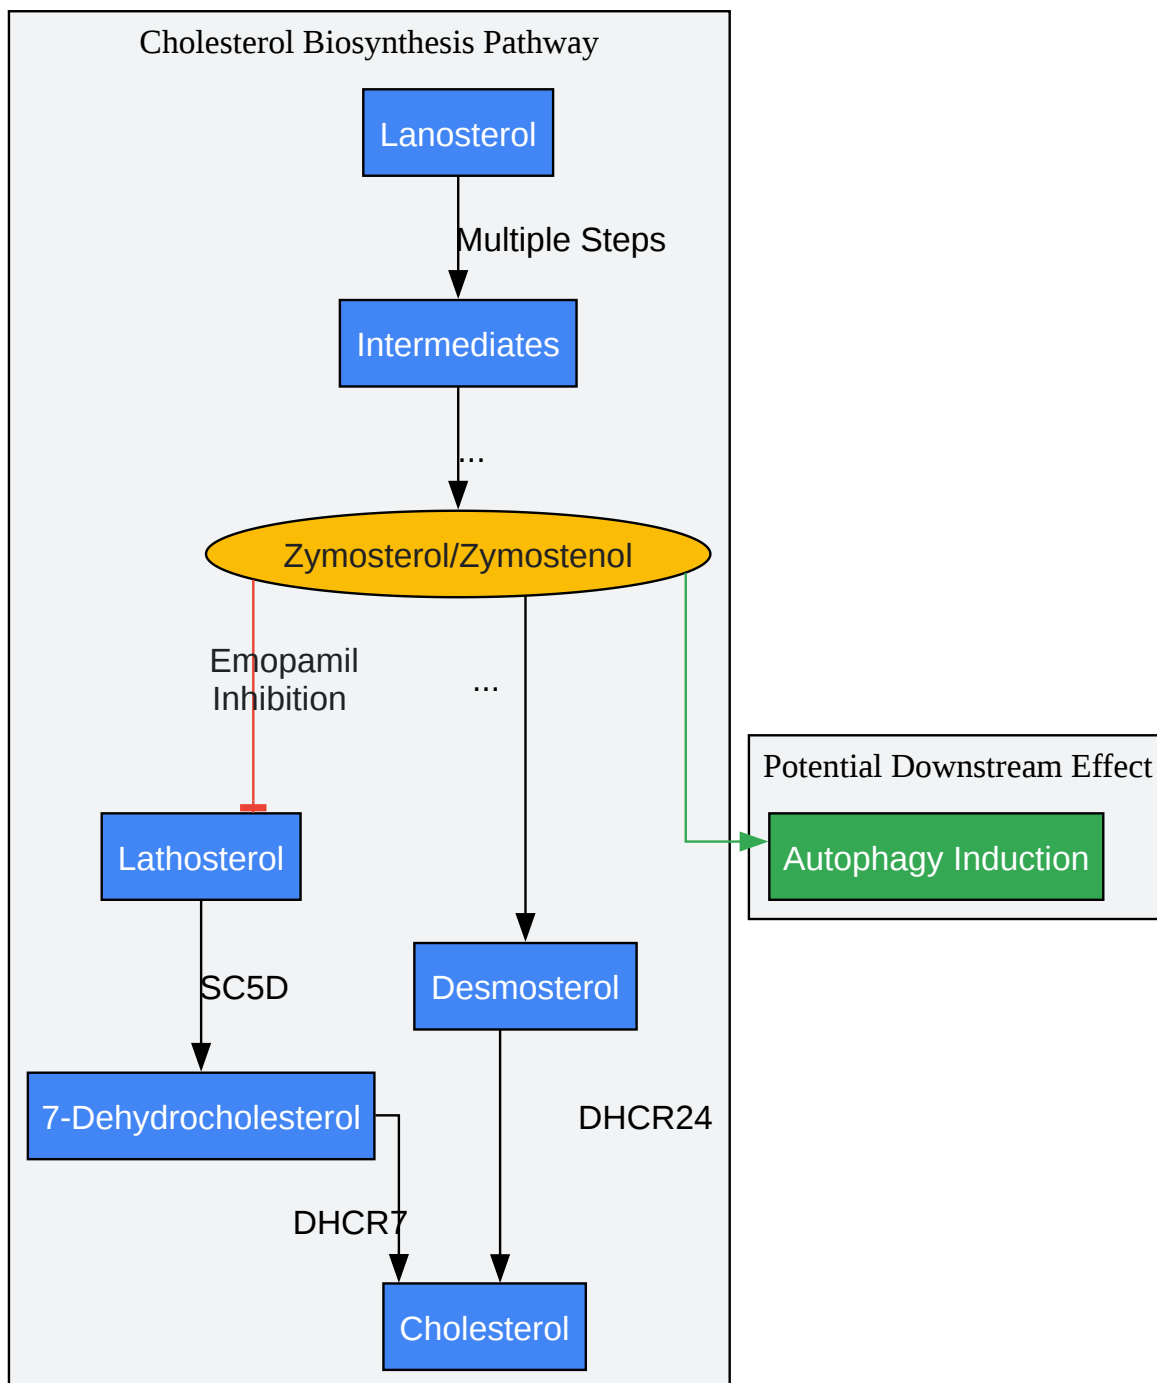 Cholesterol Biosynthesis Pathway
Lanosterol
Multiple Steps
Intermediates
...
Zymosterol/Zymostenol
Emopamil
Inhibition
...
Potential Downstream Effect
Lathosterol
Autophagy Induction
SC5D
Desmosterol
7-Dehydrocholesterol
DHCR24
DHCR7
Cholesterol